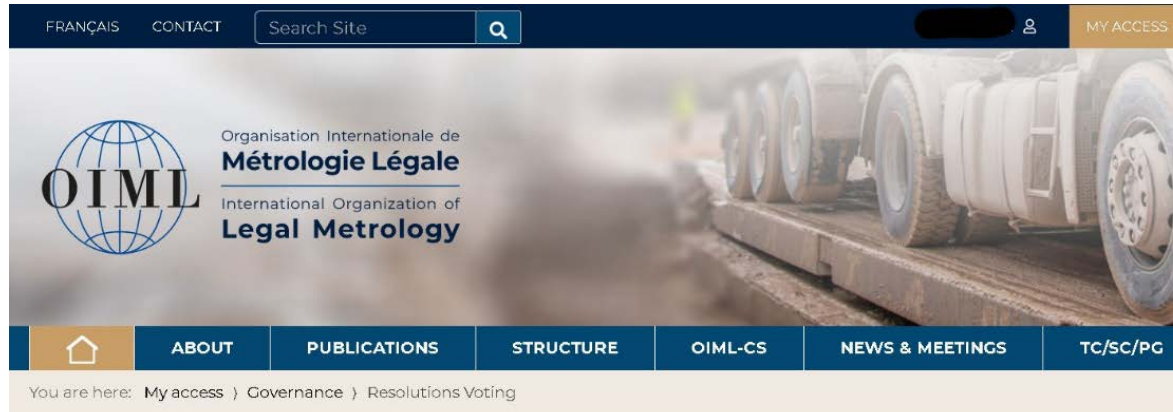 FRANÇAIS CONTACT Search Site MY ACCESS
Organisation Internationale de
Métrologie Légale
OIML
International Organization of
Legal Metrology
ABOUT PUBLICATIONS STRUCTURE OIML-CS NEWS & MEETINGS TC/SC/PG
You are here: My access ⟩ Governance ⟩ Resolutions Voting